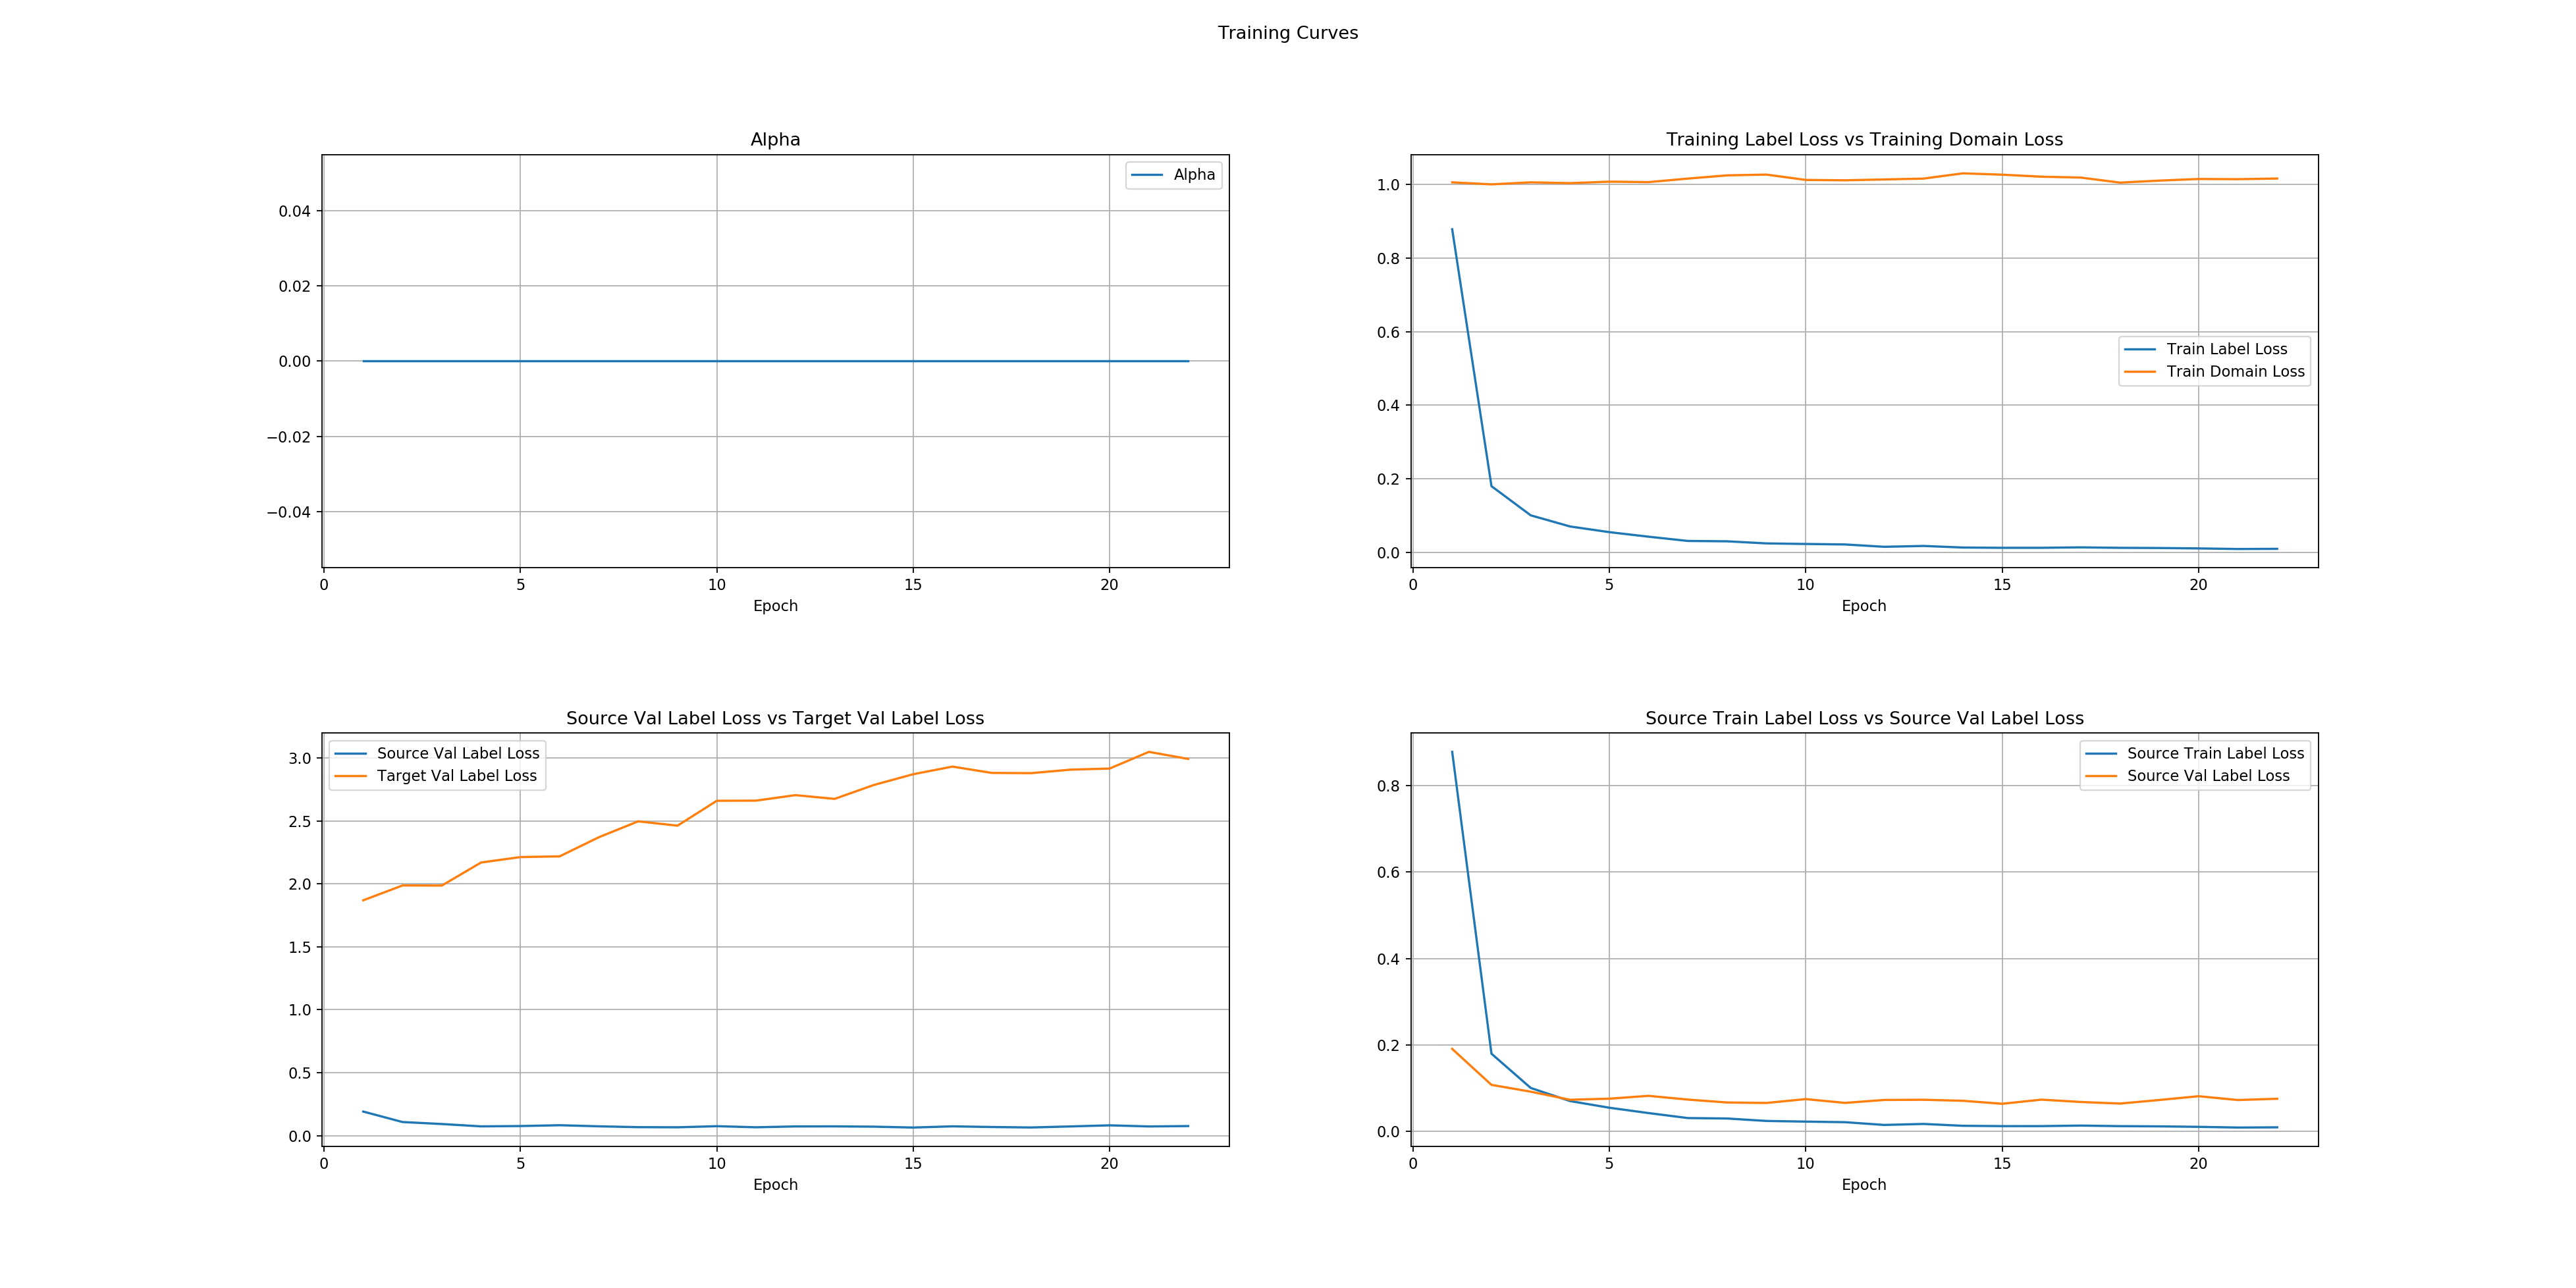 Training Curves
Alpha
Alpha
0.04
0.02
0.00
−0.02
−0.04
0 5 10 15 20
Epoch
Training Label Loss vs Training Domain Loss
1.0
0.8
0.6
0.4
0.2
0.0
Train Label Loss
Train Domain Loss
0 5 10 15 20
Epoch
Source Val Label Loss vs Target Val Label Loss
Source Val Label Loss
Target Val Label Loss
3.0
2.5
2.0
1.5
1.0
0.5
0.0
0 5 10 15 20
Epoch
Source Train Label Loss vs Source Val Label Loss
Source Train Label Loss
Source Val Label Loss
0.8
0.6
0.4
0.2
0.0
0 5 10 15 20
Epoch